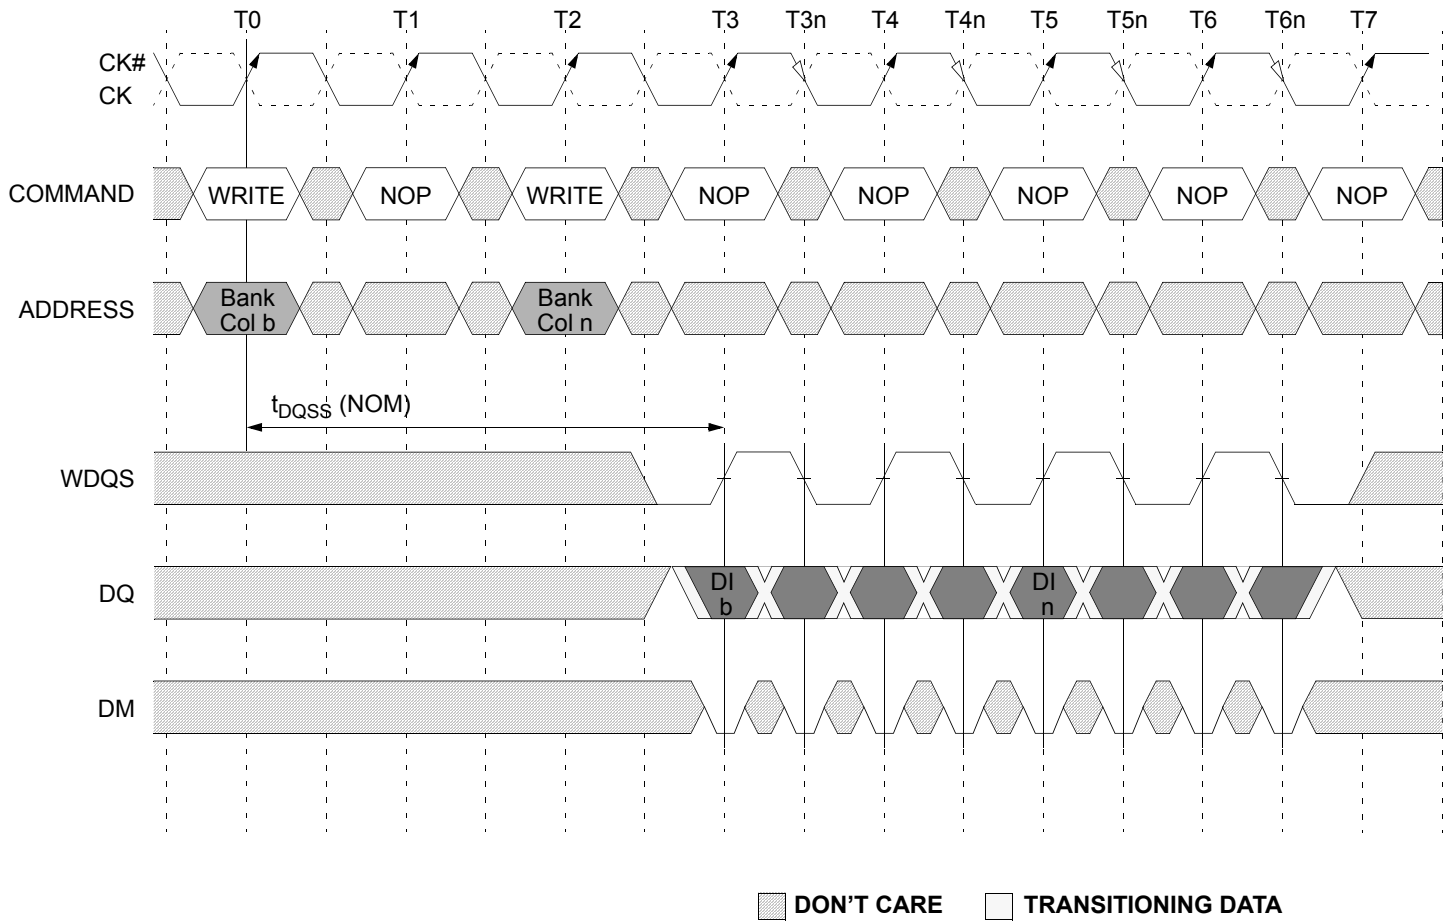 T0 T1 T2 T3 T3n T4 T4n T5 T5n T6 T6n T7
CK#
CK
COMMAND WRITE NOP WRITE NOP NOP NOP NOP NOP
ADDRESS Bank Col b Bank Col n
t DQSS (NOM)
WDQS
DQ DI b DI n
DM
DON'T CARE TRANSITIONING DATA